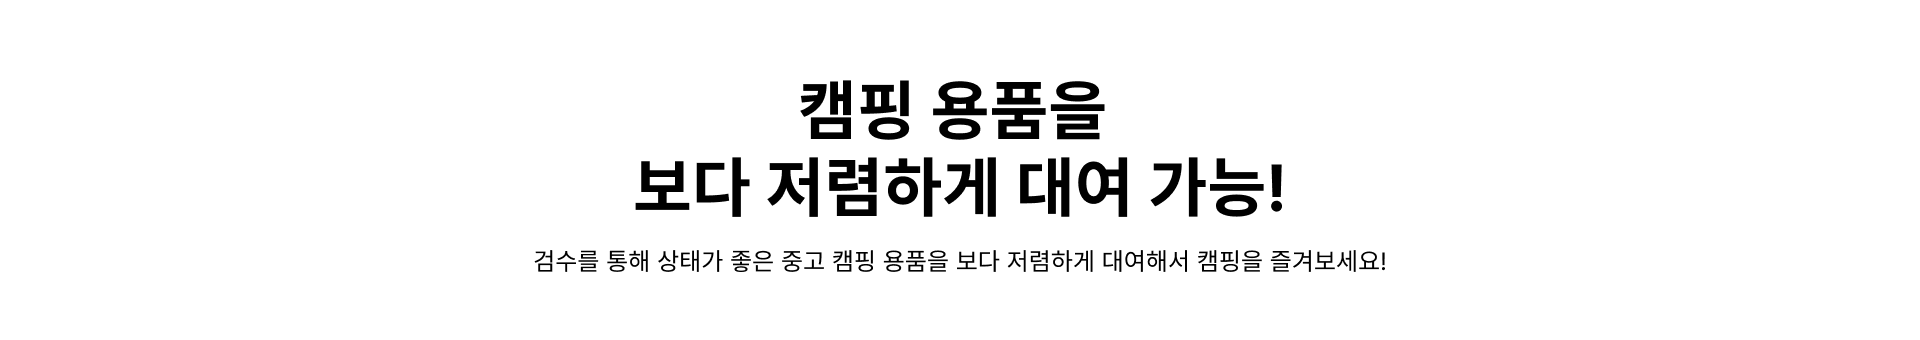 캠핑 용품을
보다 저렴하게 대여 가능!
검수를 통해 상태가 좋은 중고 캠핑 용품을 보다 저렴하게 대여해서 캠핑을 즐겨보세요!